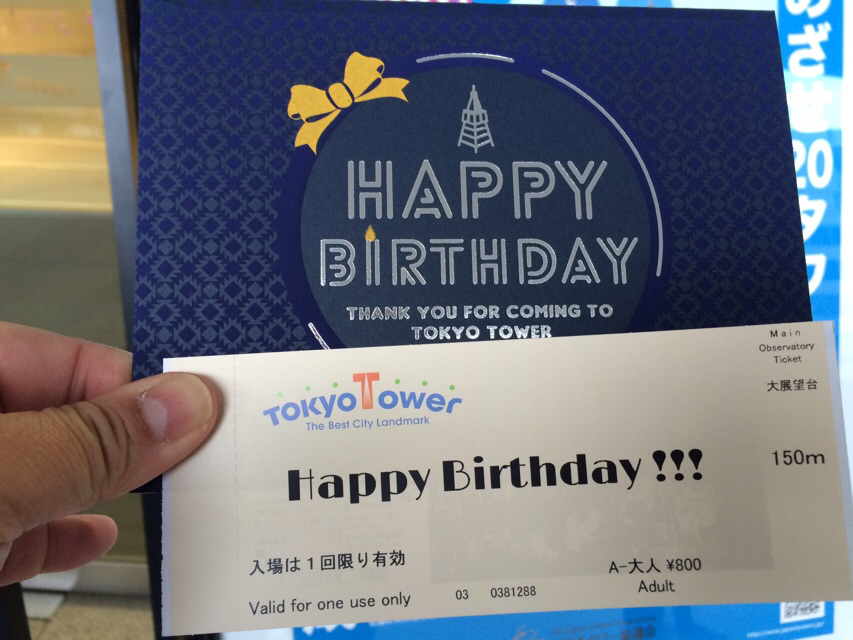 HAPPY
BIRTHDAY
THANK YOU FOR COMING TO
TOKYO TOWER
Main
Observatory
Ticket
大展望台
150m
TOKYO TOWER
The Best City Landmark
Happy Birthday !!!
入場は1回限り有効
Valid for one use only
03 0381288
A-大人 ¥800
Adult